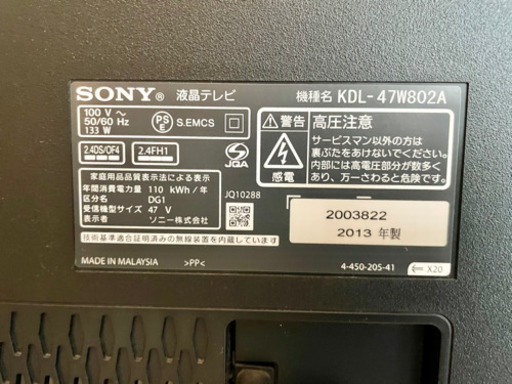 SONY® 液晶テレビ
機種名 KDL-47W802A
100 V～
50/60 Hz
133 W
PSE S.EMCS
2.4DS/OF4
2.4FH1
JQA
家庭用品品質表示法による表示
年間消費電力量 110 kWh/年
区分名 DG1
受信機型サイズ 47 V
表示者 ソニー株式会社
JQ10288
技術基準適合証明済みの無線装置を内蔵しています
MADE IN MALAYSIA >PP<
警告
感電
高圧注意
サービスマン以外の方は
裏ぶたをあけないでください。
内部には高電圧部分が数多く
あり、万一さわると危険です。
2003822
2013 年製
4-450-205-41
X20